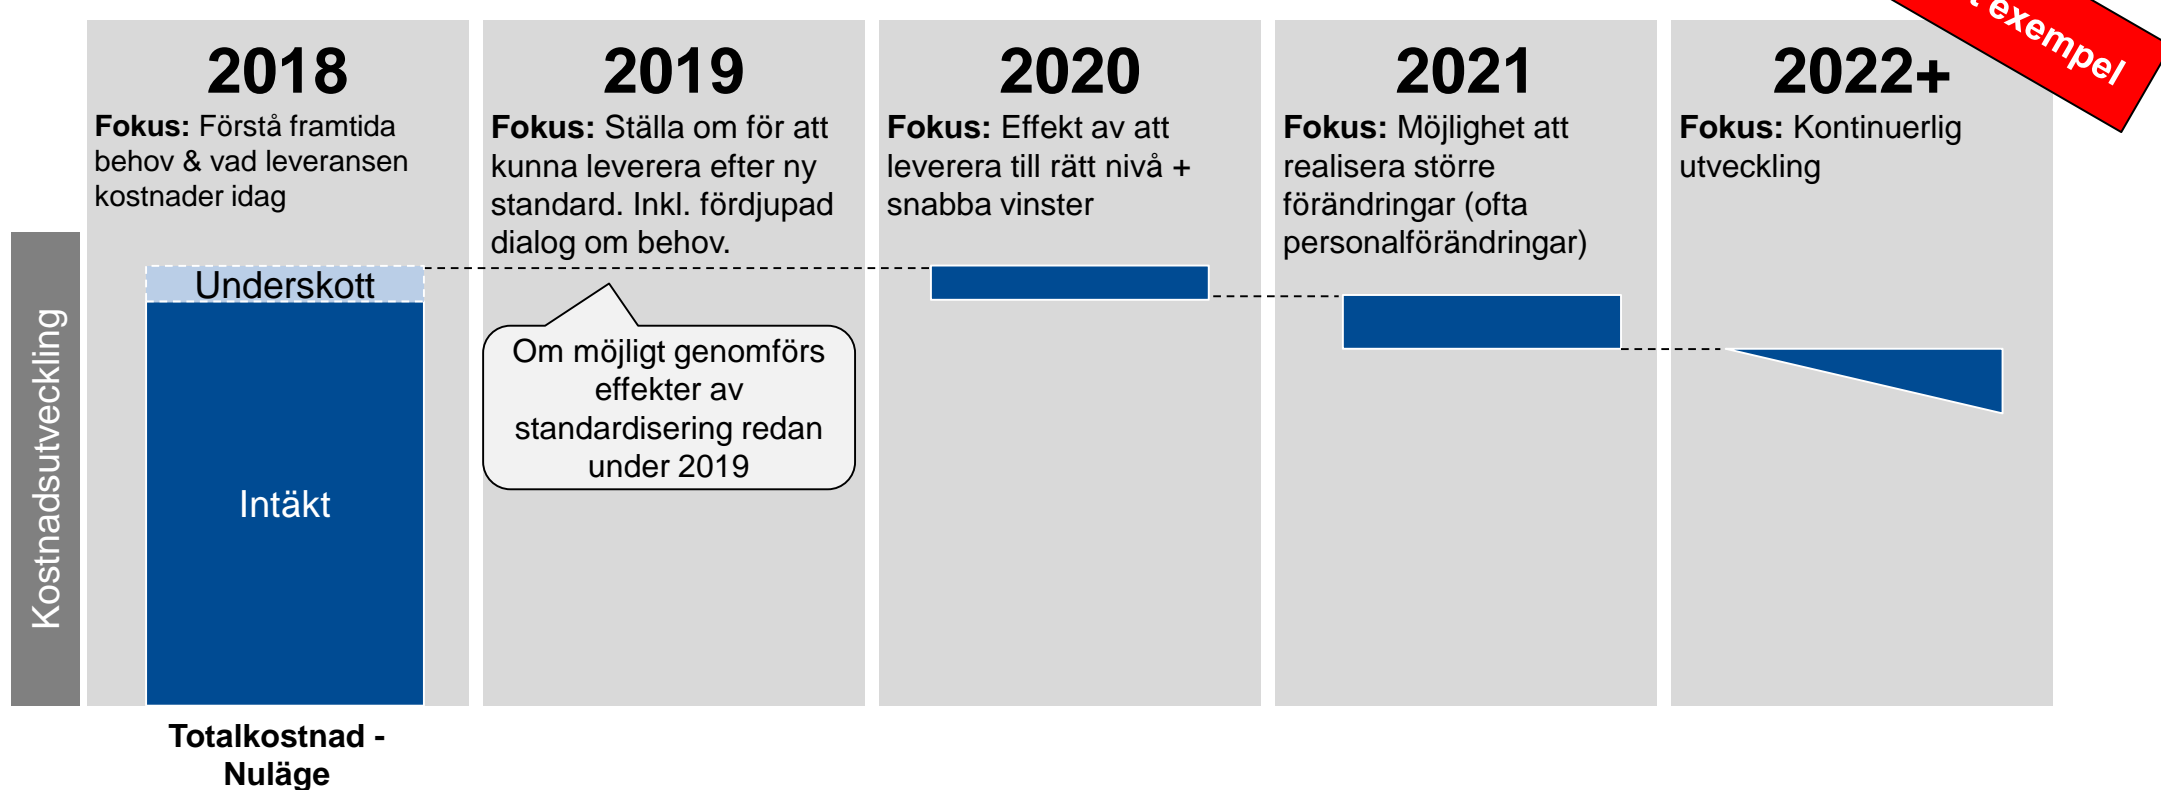 exempel
2018
Fokus: Förstå framtida
behov & vad leveransen
kostnader idag
2019
Fokus: Ställa om för att
kunna leverera efter ny
standard. Inkl. fördjupad
dialog om behov.
2020
Fokus: Effekt av att
leverera till rätt nivå +
snabba vinster
2021
Fokus: Möjlighet att
realisera större
förändringar (ofta
personalförändringar)
2022+
Fokus: Kontinuerlig
utveckling
Kostnadsutveckling
Underskott
Intäkt
Om möjligt genomförs
effekter av
standardisering redan
under 2019
Totalkostnad -
Nuläge